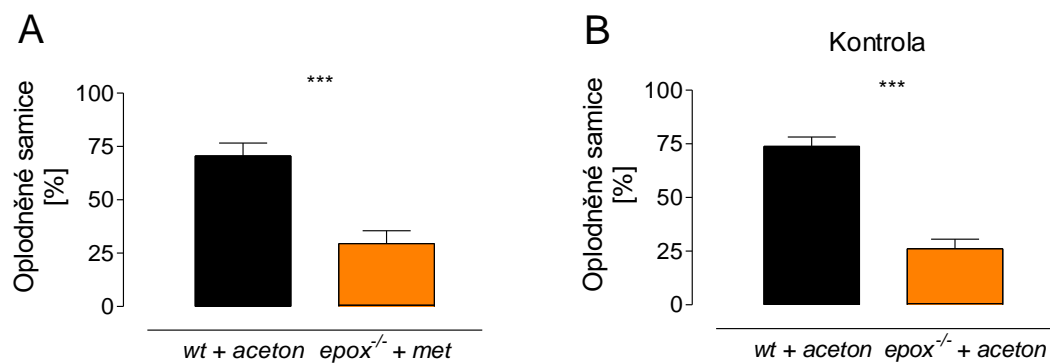 A
***
Oplodněné samice
[%]
100
75
50
25
0
wt + aceton epox-/- + met
B
Kontrola
***
Oplodněné samice
[%]
100
75
50
25
0
wt + aceton epox-/- + aceton